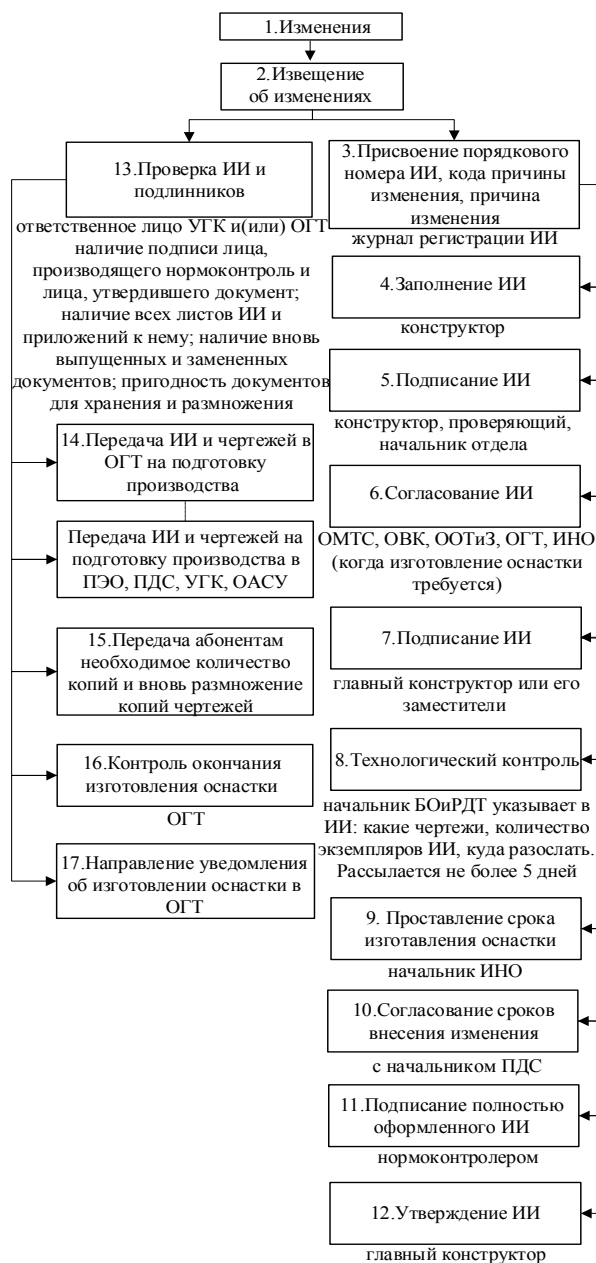 1.Изменения
2.Извещение
об изменениях
13.Проверка ИИ и
подлинников
ответственное лицо УГК и(или) ОГТ
наличие подписи лица,
производящего нормоконтроль и
лица, утвердившего документ;
наличие всех листов ИИ и
приложений к нему; наличие вновь
выпущенных и замененных
документов; пригодность документов
для хранения и размножения
14.Передача ИИ и чертежей в
ОГТ на подготовку
производства
Передача ИИ и чертежей на
подготовку производства в
ПЭО, ПДС, УГК, ОАСУ
15.Передача абонентам
необходимое количество
копий и вновь размножение
копий чертежей
16.Контроль окончания
изготовления оснастки
ОГТ
17.Направление уведомления
об изготовлении оснастки в
ОГТ
3.Присвоение порядкового
номера ИИ, кода причины
изменения, причина
изменения
журнал регистрации ИИ
4.Заполнение ИИ
конструктор
5.Подписание ИИ
конструктор, проверяющий,
начальник отдела
6.Согласование ИИ
ОМТС, ОВК, ООТиЗ, ОГТ, ИНО
(когда изготовление оснастки
требуется)
7.Подписание ИИ
главный конструктор или его
заместители
8.Технологический контроль
начальник БОиРДТ указывает в
ИИ: какие чертежи, количество
экземпляров ИИ, куда разослать.
Рассылается не более 5 дней
9. Проставление срока
изготавления оснастки
начальник ИНО
10.Согласование сроков
внесения изменения
с начальником ПДС
11.Подписание полностью
оформленного ИИ
нормоконтролером
12.Утверждение ИИ
главный конструктор